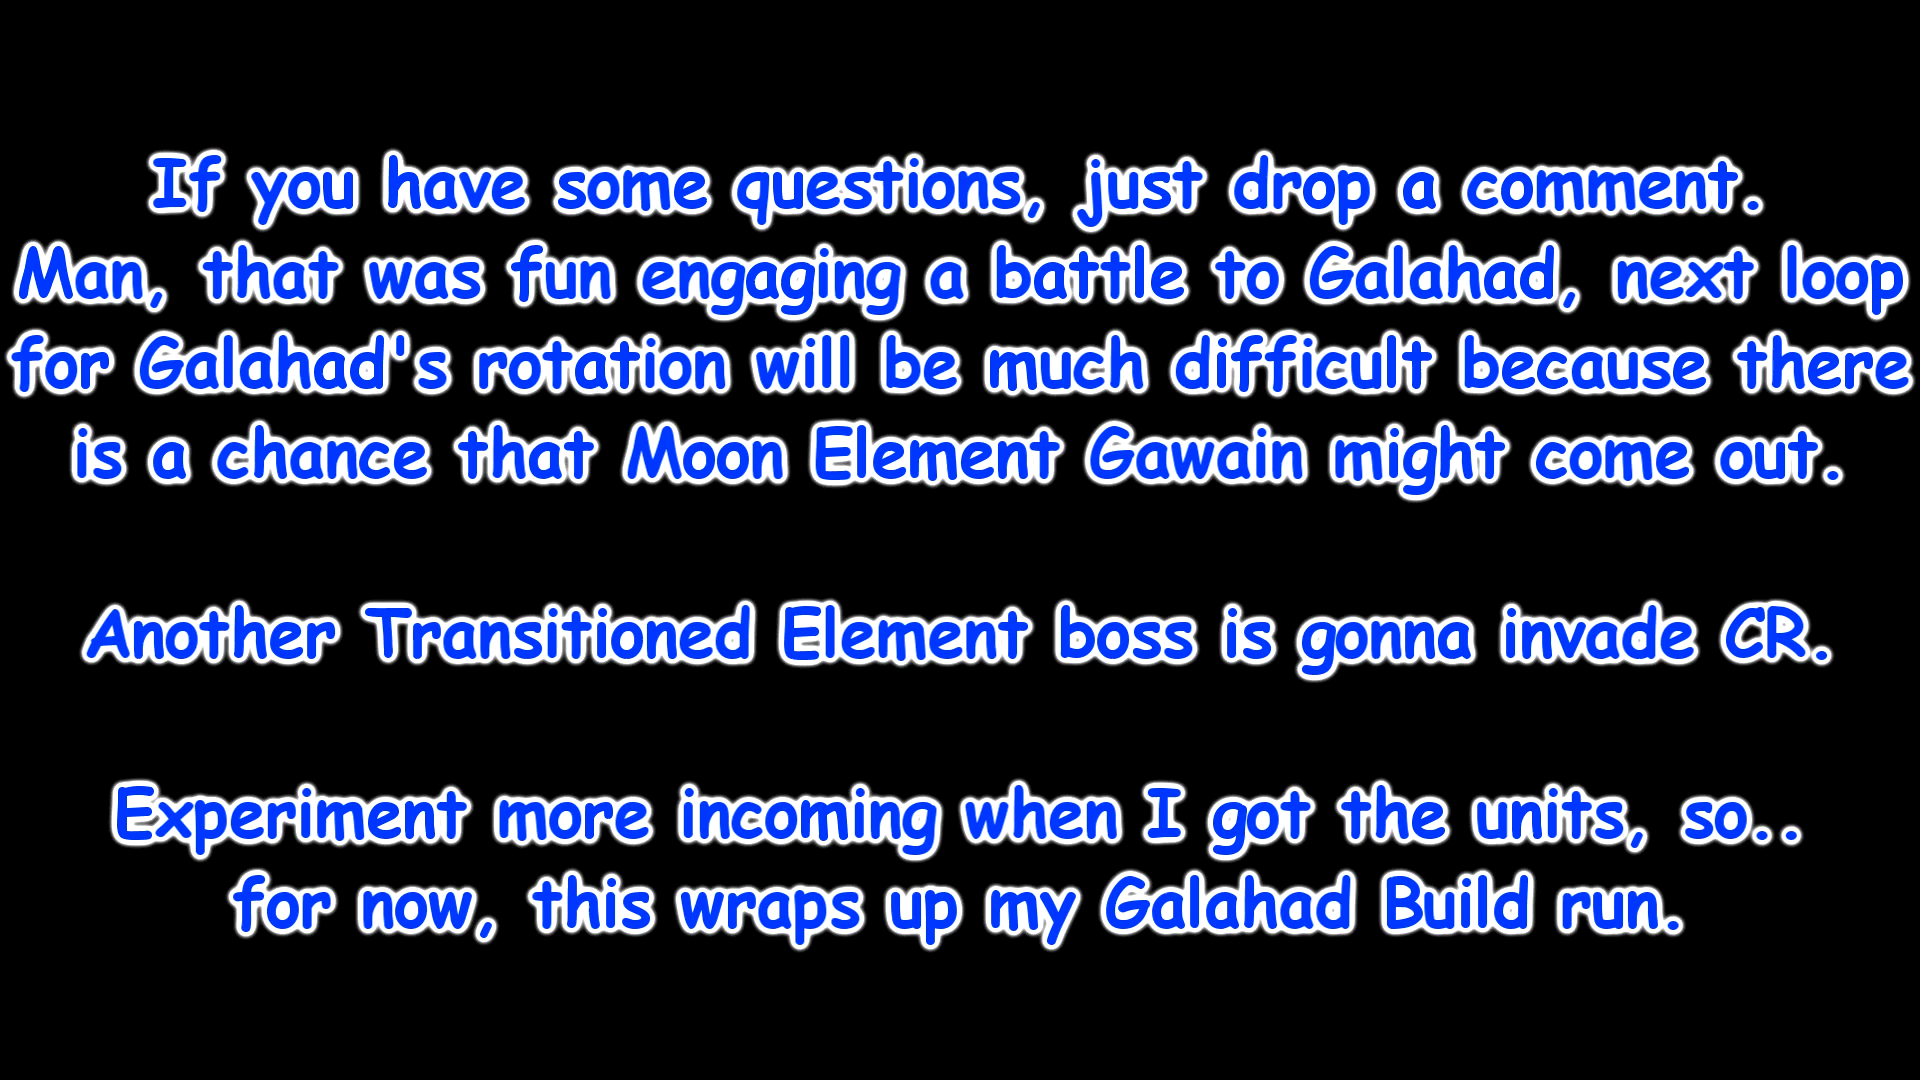 If you have some questions, just drop a comment.
Man, that was fun engaging a battle to Galahad, next loop
for Galahad's rotation will be much difficult because there
is a chance that Moon Element Gawain might come out.
Another Transitioned Element boss is gonna invade CR.
Experiment more incoming when I got the units, so..
for now, this wraps up my Galahad Build run.